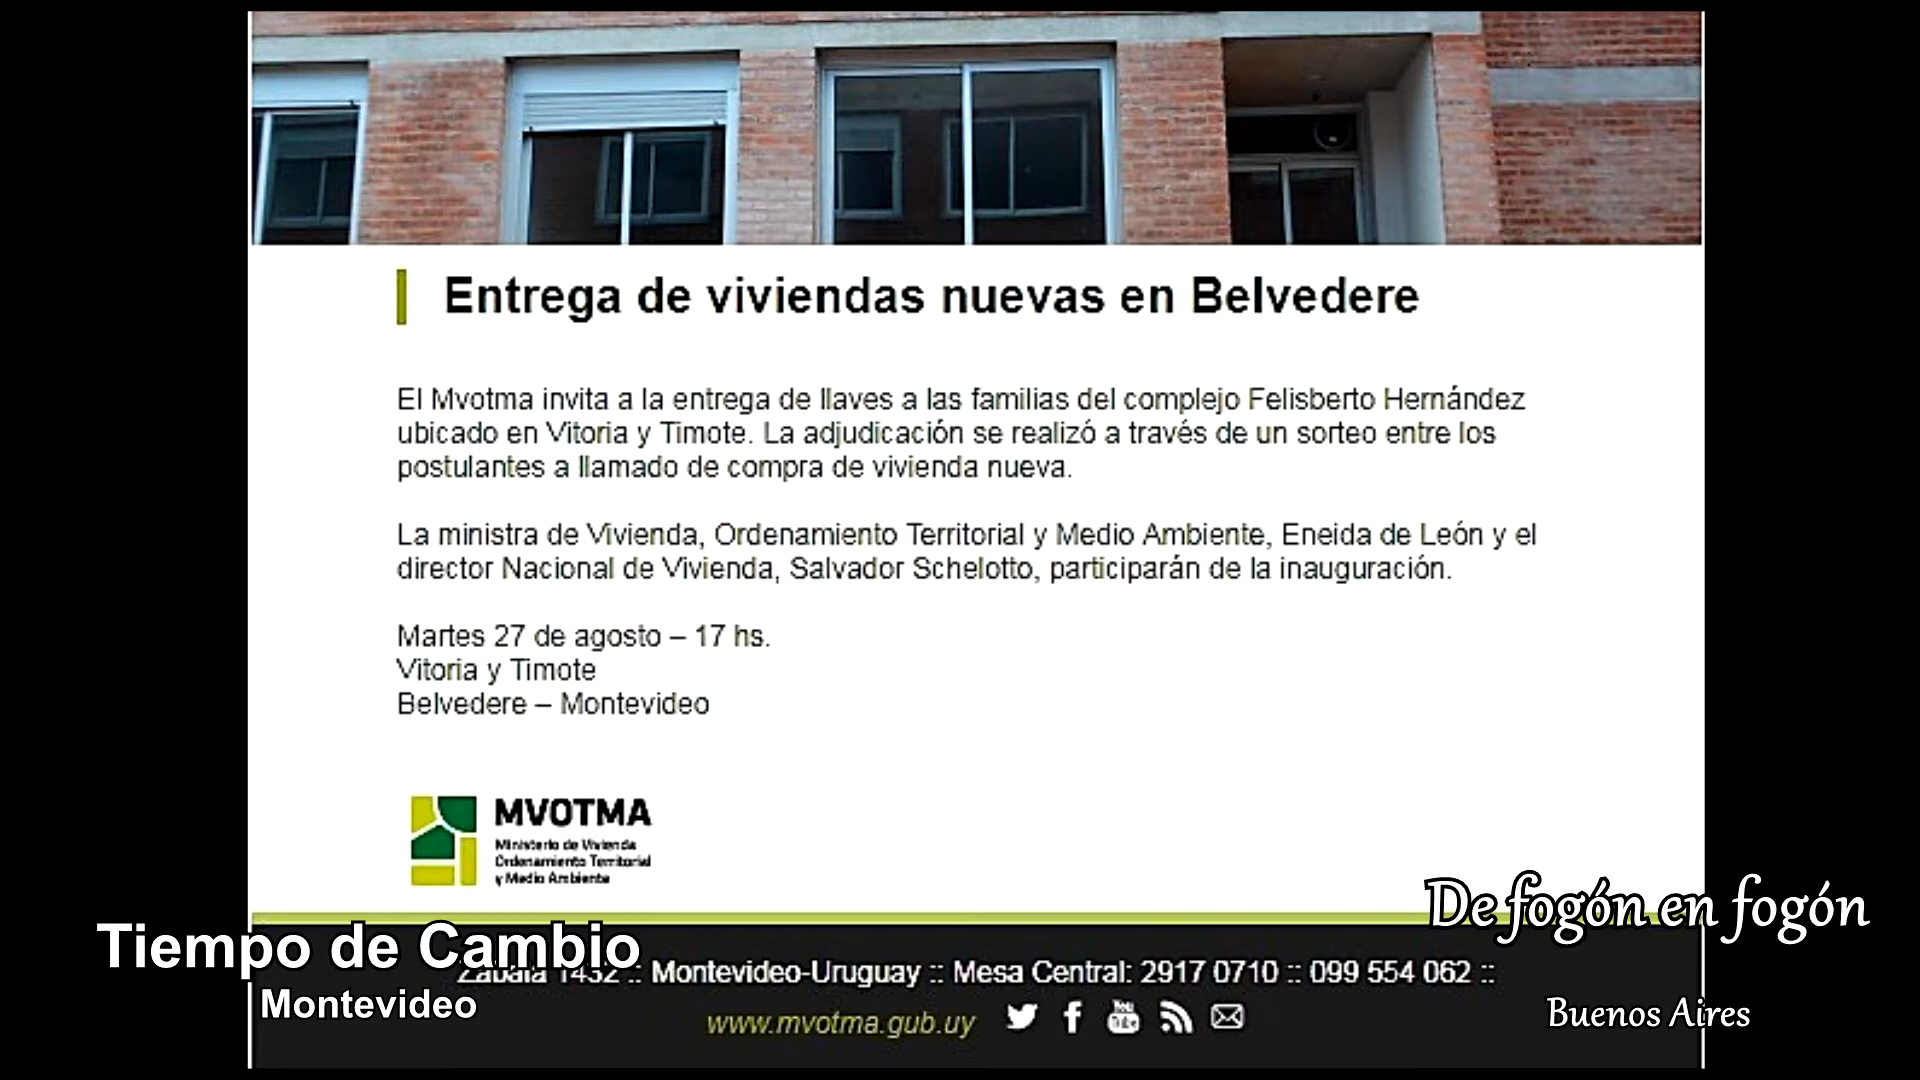 Entrega de viviendas nuevas en Belvedere
El Mvotma invita a la entrega de llaves a las familias del complejo Felisberto Hernández
ubicado en Vitoria y Timote. La adjudicación se realizó a través de un sorteo entre los
postulantes a llamado de compra de vivienda nueva.
La ministra de Vivienda, Ordenamiento Territorial y Medio Ambiente, Eneida de León y el
director Nacional de Vivienda, Salvador Schelotto, participarán de la inauguración.
Martes 27 de agosto – 17 hs.
Vitoria y Timote
Belvedere – Montevideo
MVOTMA
Ministerio de Vivienda
Ordenamiento Territorial
y Medio Ambiente
De fogón en fogón
Tiempo de Cambio
Zabala 1432 :: Montevideo-Uruguay :: Mesa Central: 2917 0710 :: 099 554 062 ::
Montevideo
www.mvotma.gub.uy
Buenos Aires